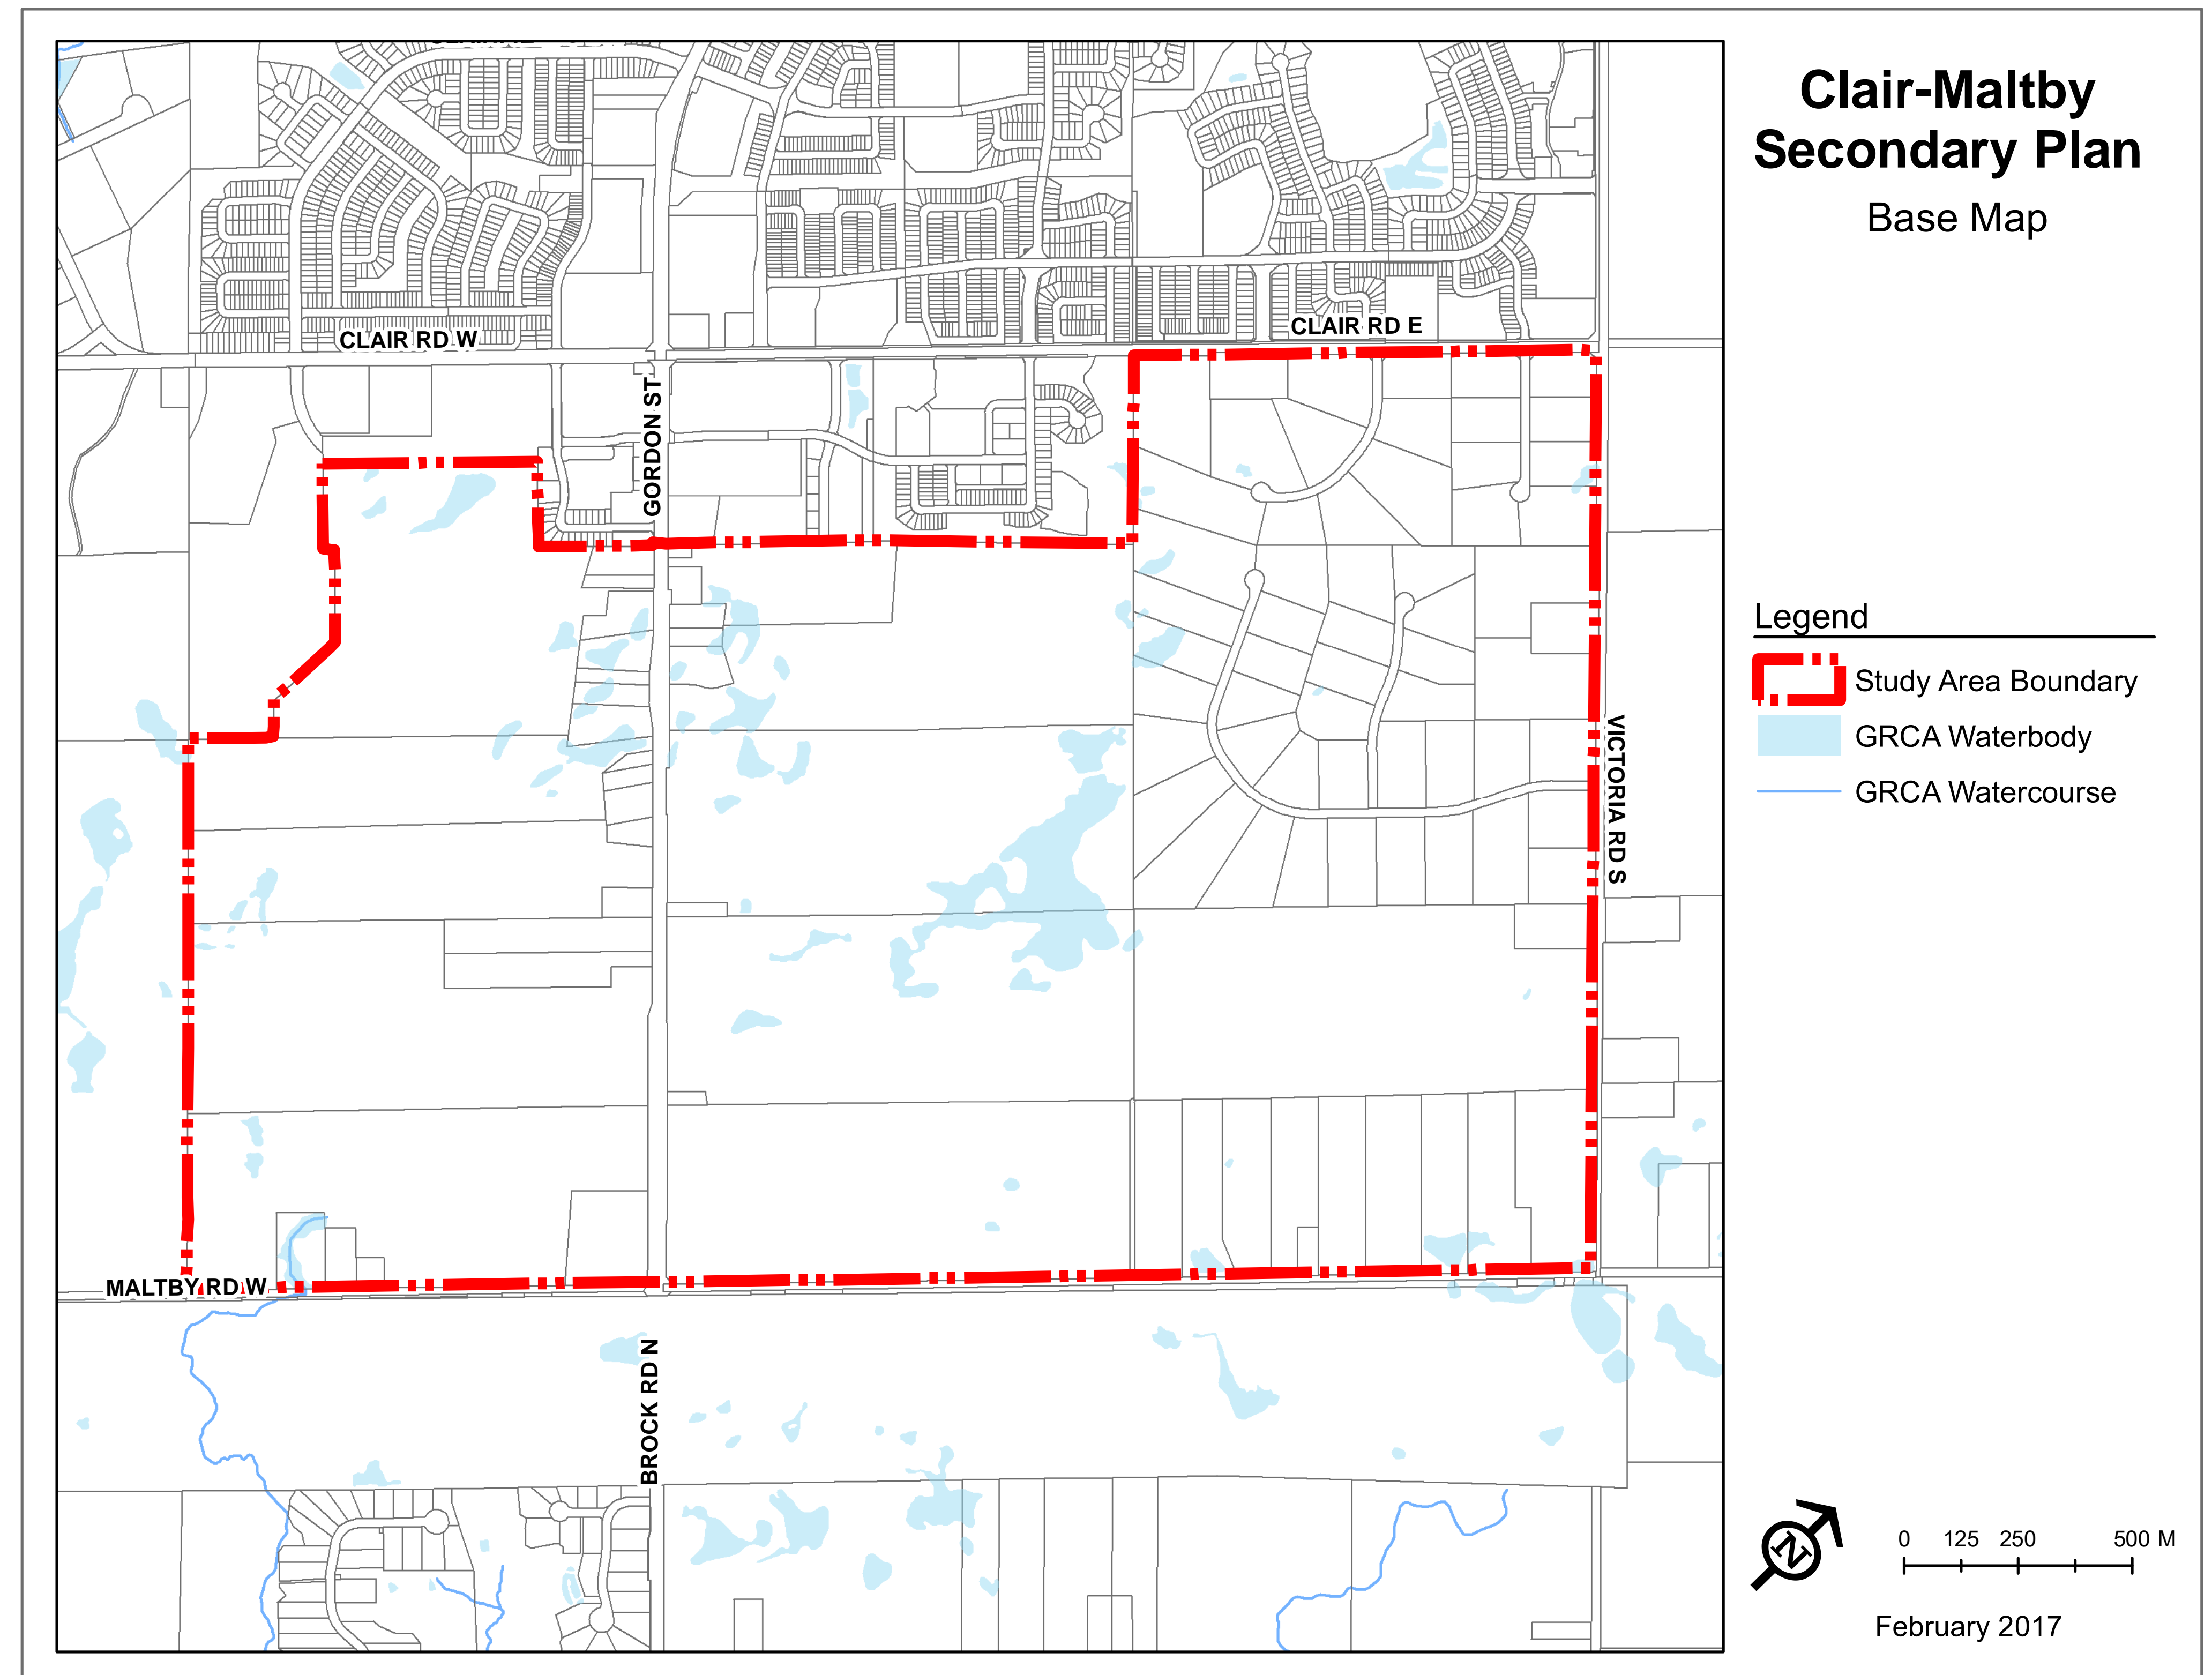 Clair-Maltby
Secondary Plan
Base Map
CLAIR RD W
CLAIR RD E
GORDON ST
VICTORIA RD S
MALTBY RD W
BROCK RD N
Legend
Study Area Boundary
GRCA Waterbody
GRCA Watercourse
N
0 125 250 500 M
February 2017